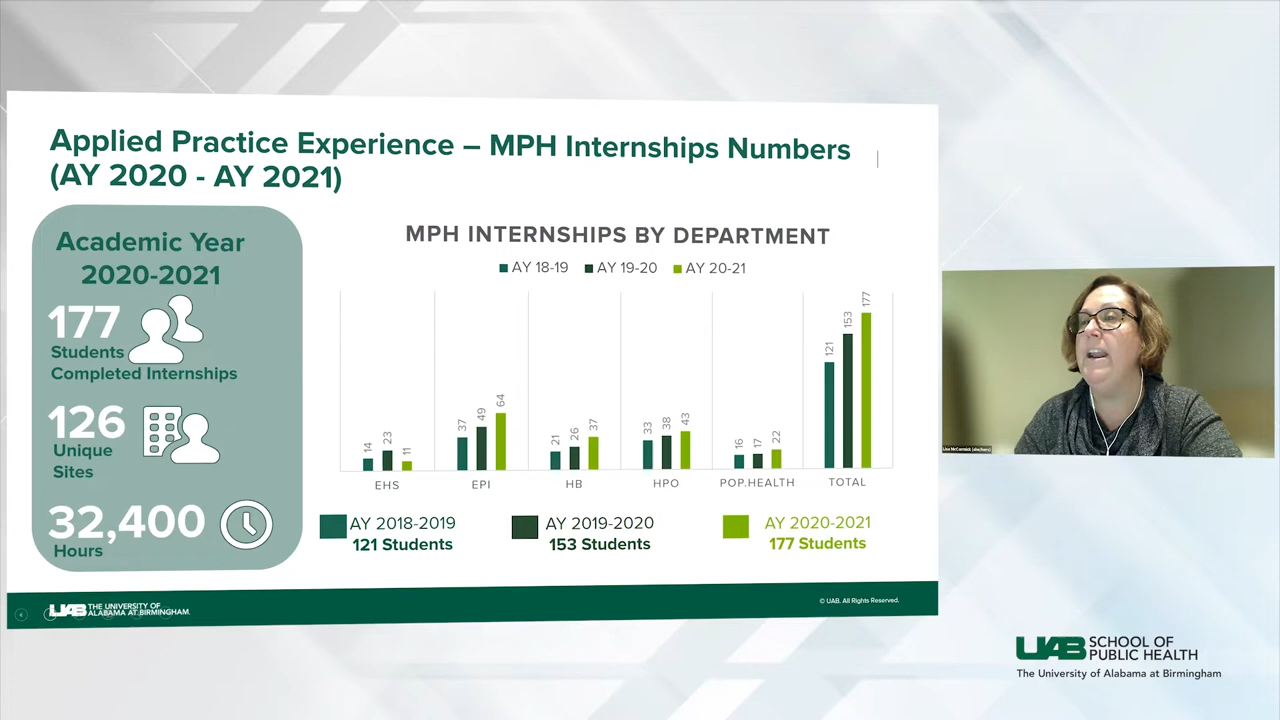 Applied Practice Experience – MPH Internships Numbers
(AY 2020 - AY 2021)
Academic Year
2020-2021
177
Students
Completed Internships
126
Unique
Sites
32,400
Hours
MPH INTERNSHIPS BY DEPARTMENT
AY 18-19 AY 19-20 AY 20-21
14 23 11
37 49 64
21 26 37
33 38 43
16 17 22
121 153 177
EHS EPI HB HPO POP.HEALTH TOTAL
AY 2018-2019
121 Students
AY 2019-2020
153 Students
AY 2020-2021
177 Students
UAB THE UNIVERSITY OF
ALABAMA AT BIRMINGHAM.
© UAB. All Rights Reserved.
Lisa McCormick (she/hers)
UAB SCHOOL OF
PUBLIC HEALTH
The University of Alabama at Birmingham